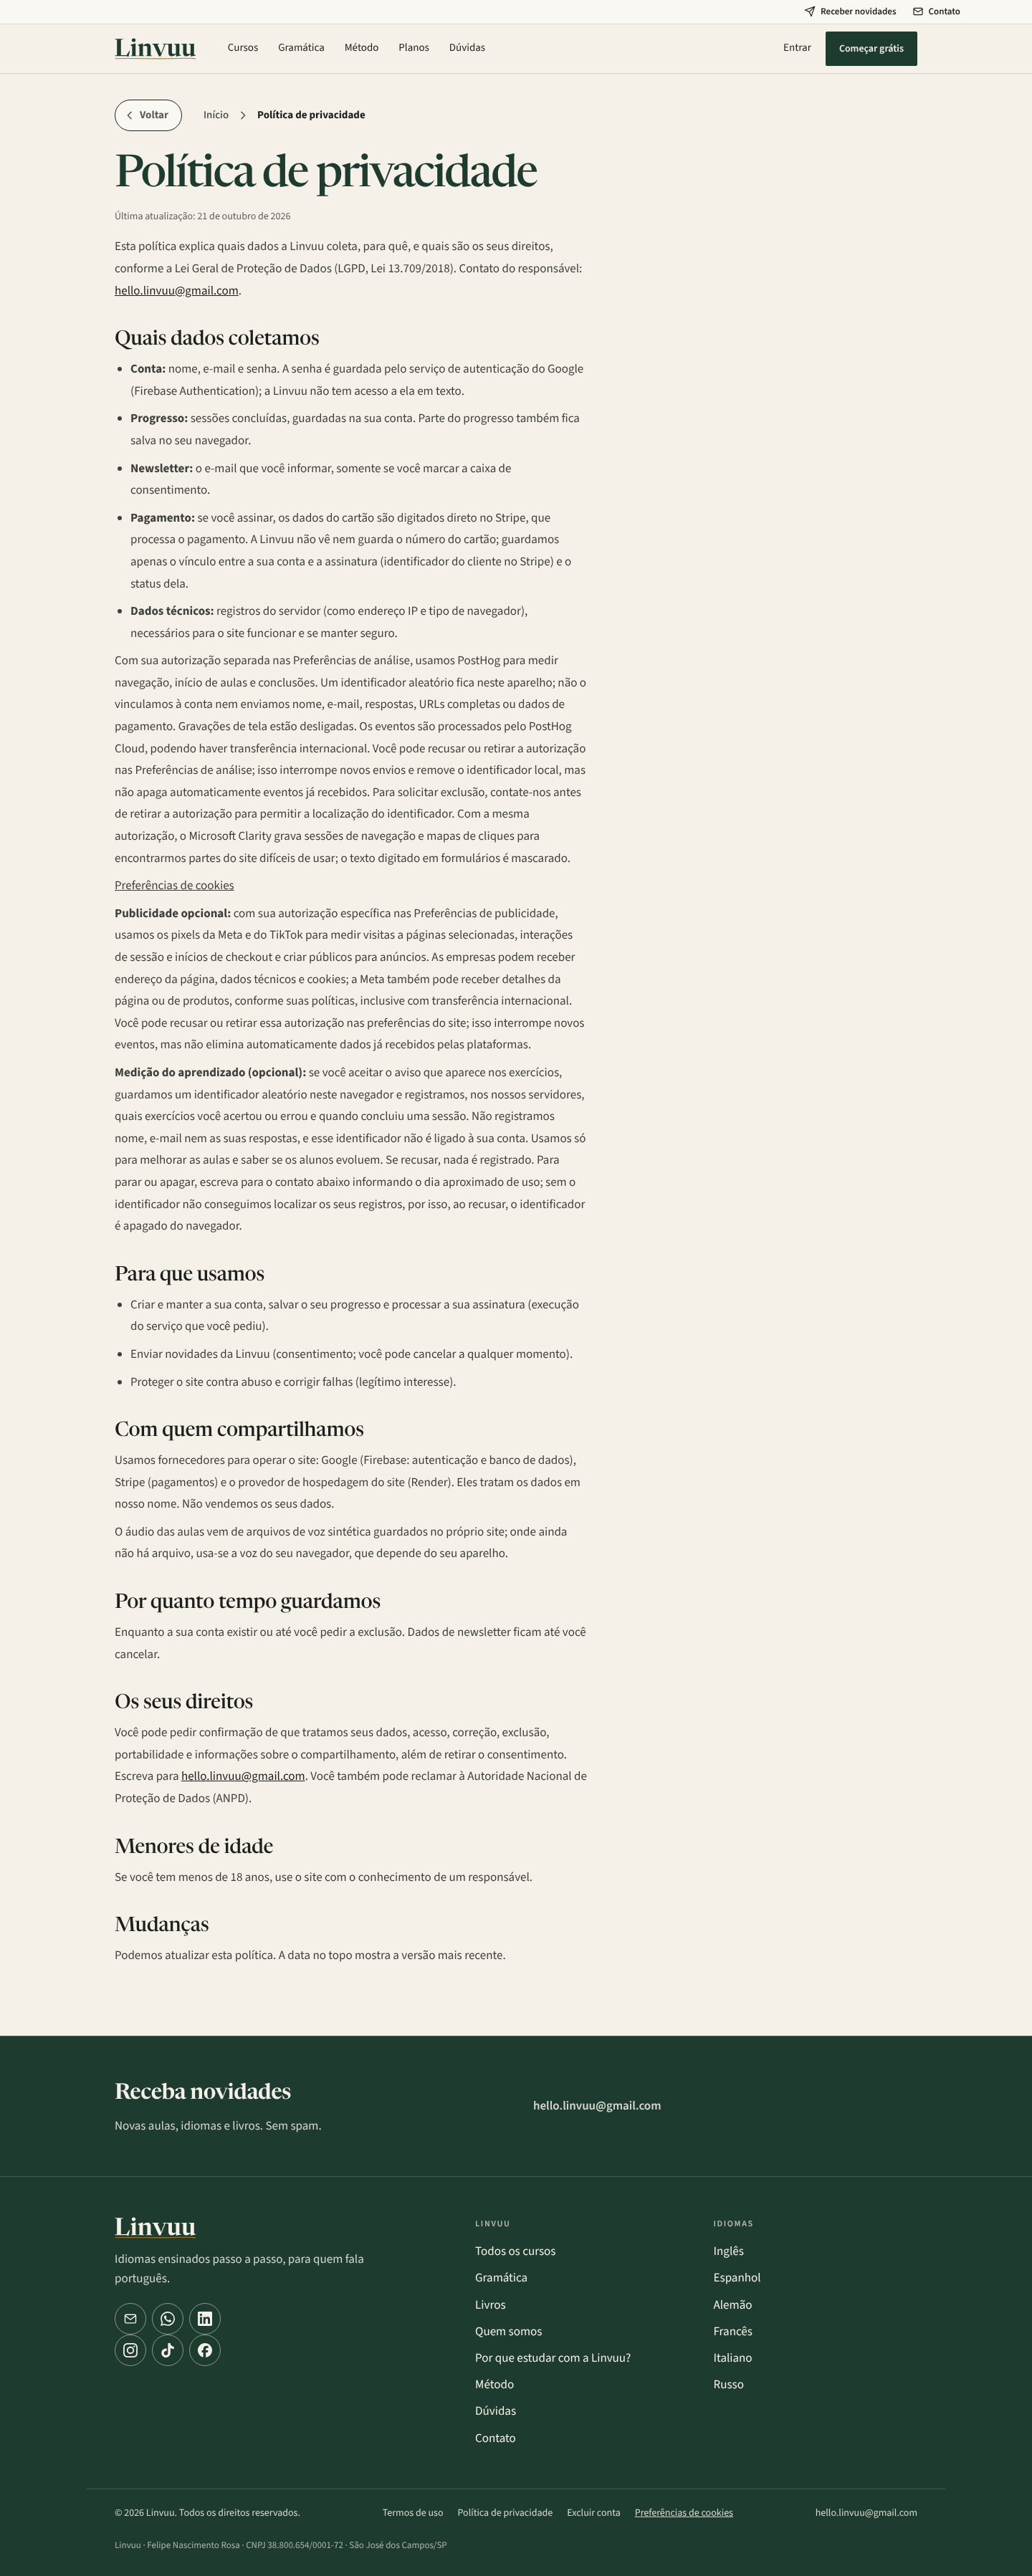 Receber novidades
Contato
Linvuu
Cursos
Gramática
Método
Planos
Dúvidas
Entrar
Começar grátis
Voltar
Início
Política de privacidade
Política de privacidade
Última atualização: 21 de outubro de 2026
Esta política explica quais dados a Linvuu coleta, para quê, e quais são os seus direitos,
conforme a Lei Geral de Proteção de Dados (LGPD, Lei 13.709/2018). Contato do responsável:
hello.linvuu@gmail.com.
Quais dados coletamos
Conta: nome, e-mail e senha. A senha é guardada pelo serviço de autenticação do Google
(Firebase Authentication); a Linvuu não tem acesso a ela em texto.
Progresso: sessões concluídas, guardadas na sua conta. Parte do progresso também fica
salva no seu navegador.
Newsletter: o e-mail que você informar, somente se você marcar a caixa de
consentimento.
Pagamento: se você assinar, os dados do cartão são digitados direto no Stripe, que
processa o pagamento. A Linvuu não vê nem guarda o número do cartão; guardamos
apenas o vínculo entre a sua conta e a assinatura (identificador do cliente no Stripe) e o
status dela.
Dados técnicos: registros do servidor (como endereço IP e tipo de navegador),
necessários para o site funcionar e se manter seguro.
Com sua autorização separada nas Preferências de análise, usamos PostHog para medir
navegação, início de aulas e conclusões. Um identificador aleatório fica neste aparelho; não o
vinculamos à conta nem enviamos nome, e-mail, respostas, URLs completas ou dados de
pagamento. Gravações de tela estão desligadas. Os eventos são processados pelo PostHog
Cloud, podendo haver transferência internacional. Você pode recusar ou retirar a autorização
nas Preferências de análise; isso interrompe novos envios e remove o identificador local, mas
não apaga automaticamente eventos já recebidos. Para solicitar exclusão, contate-nos antes
de retirar a autorização para permitir a localização do identificador. Com a mesma
autorização, o Microsoft Clarity grava sessões de navegação e mapas de cliques para
encontrarmos partes do site difíceis de usar; o texto digitado em formulários é mascarado.
Preferências de cookies
Publicidade opcional: com sua autorização específica nas Preferências de publicidade,
usamos os pixels da Meta e do TikTok para medir visitas a páginas selecionadas, interações
de sessão e inícios de checkout e criar públicos para anúncios. As empresas podem receber
endereço da página, dados técnicos e cookies; a Meta também pode receber detalhes da
página ou de produtos, conforme suas políticas, inclusive com transferência internacional.
Você pode recusar ou retirar essa autorização nas preferências do site; isso interrompe novos
eventos, mas não elimina automaticamente dados já recebidos pelas plataformas.
Medição do aprendizado (opcional): se você aceitar o aviso que aparece nos exercícios,
guardamos um identificador aleatório neste navegador e registramos, nos nossos servidores,
quais exercícios você acertou ou errou e quando concluiu uma sessão. Não registramos
nome, e-mail nem as suas respostas, e esse identificador não é ligado à sua conta. Usamos só
para melhorar as aulas e saber se os alunos evoluem. Se recusar, nada é registrado. Para
parar ou apagar, escreva para o contato abaixo informando o dia aproximado de uso; sem o
identificador não conseguimos localizar os seus registros, por isso, ao recusar, o identificador
é apagado do navegador.
Para que usamos
Criar e manter a sua conta, salvar o seu progresso e processar a sua assinatura (execução
do serviço que você pediu).
Enviar novidades da Linvuu (consentimento; você pode cancelar a qualquer momento).
Proteger o site contra abuso e corrigir falhas (legítimo interesse).
Com quem compartilhamos
Usamos fornecedores para operar o site: Google (Firebase: autenticação e banco de dados),
Stripe (pagamentos) e o provedor de hospedagem do site (Render). Eles tratam os dados em
nosso nome. Não vendemos os seus dados.
O áudio das aulas vem de arquivos de voz sintética guardados no próprio site; onde ainda
não há arquivo, usa-se a voz do seu navegador, que depende do seu aparelho.
Por quanto tempo guardamos
Enquanto a sua conta existir ou até você pedir a exclusão. Dados de newsletter ficam até você
cancelar.
Os seus direitos
Você pode pedir confirmação de que tratamos seus dados, acesso, correção, exclusão,
portabilidade e informações sobre o compartilhamento, além de retirar o consentimento.
Escreva para hello.linvuu@gmail.com. Você também pode reclamar à Autoridade Nacional de
Proteção de Dados (ANPD).
Menores de idade
Se você tem menos de 18 anos, use o site com o conhecimento de um responsável.
Mudanças
Podemos atualizar esta política. A data no topo mostra a versão mais recente.
Receba novidades
Novas aulas, idiomas e livros. Sem spam.
hello.linvuu@gmail.com
Linvuu
Idiomas ensinados passo a passo, para quem fala
português.
LINVUU
Todos os cursos
Gramática
Livros
Quem somos
Por que estudar com a Linvuu?
Método
Dúvidas
Contato
IDIOMAS
Inglês
Espanhol
Alemão
Francês
Italiano
Russo
© 2026 Linvuu. Todos os direitos reservados.
Termos de uso
Política de privacidade
Excluir conta
Preferências de cookies
hello.linvuu@gmail.com
Linvuu · Felipe Nascimento Rosa · CNPJ 38.800.654/0001-72 · São José dos Campos/SP